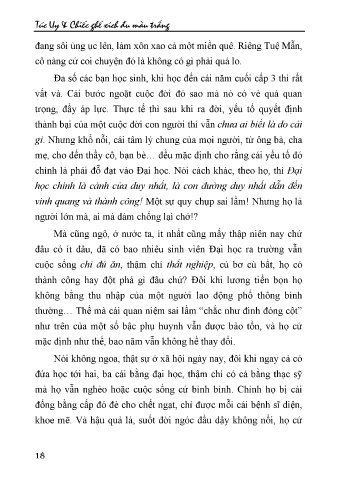 Túc Uy & Chiếc ghế xích đu màu trắng
đang sôi ùng ục lên, làm xôn xao cả một miền quê. Riêng Tuệ Mẫn,
cô nàng cứ coi chuyện đó là không có gì phải quá lo.
Đa số các bạn học sinh, khi học đến cái năm cuối cấp 3 thì rất
vất vả. Cái bước ngoặt cuộc đời đó sao mà nó có vẻ quá quan
trọng, đầy áp lực. Thực tế thì sau khi ra đời, yếu tố quyết định
thành bại của một cuộc đời con người thì vẫn chưa ai biết là do cái
gì. Nhưng khổ nỗi, cái tâm lý chung của mọi người, từ ông bà, cha
mẹ, cho đến thầy cô, bạn bè… đều mặc định cho rằng cái yếu tố đó
chính là phải đỗ đạt vào Đại học. Nói cách khác, theo họ, thì Đại
học chính là cánh cửa duy nhất, là con đường duy nhất dẫn đến
vinh quang và thành công! Một sự quy chụp sai lầm! Nhưng họ là
người lớn mà, ai mà dám chống lại chớ!?
Mà cũng ngộ, ở nước ta, ít nhất cũng mấy thập niên nay chứ
đâu có ít đâu, đã có bao nhiêu sinh viên Đại học ra trường vẫn
cuộc sống chỉ đủ ăn, thậm chí thất nghiệp, cù bơ cù bất, họ có
thành công hay đột phá gì đâu chứ? Đôi khi lương tiền bọn họ
không bằng thu nhập của một người lao động phổ thông bình
thường… Thế mà cái quan niệm sai lầm “chắc như đinh đóng cột”
như trên của một số bậc phụ huynh vẫn được bảo tồn, và họ cứ
mặc định như thế, bao năm vẫn không hề thay đổi.
Nói không ngoa, thật sự ở xã hội ngày nay, đôi khi ngay cả có
đứa học tới hai, ba cái bằng đại học, thậm chí có cả bằng thạc sỹ
mà họ vẫn nghèo hoặc cuộc sống cứ bình bình. Chính họ bị cái
đống bằng cấp đó đè cho chết ngạt, chỉ được mỗi cái bệnh sĩ diện,
khoe mẽ. Và hậu quả là, suốt đời ngóc đầu dậy không nổi, họ cứ
18